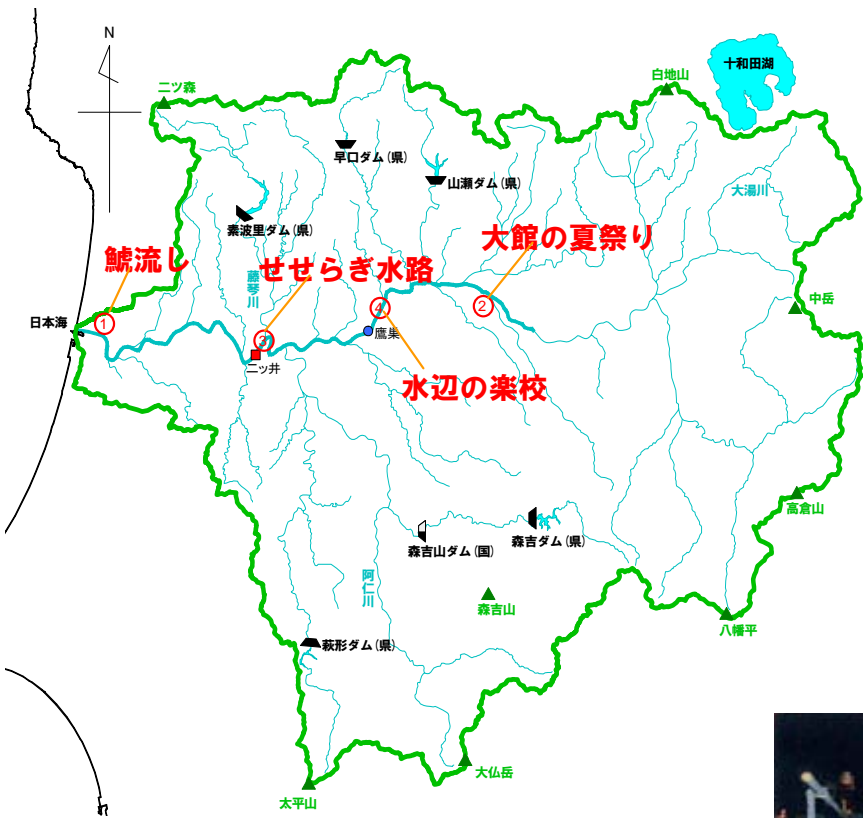 N
十和田湖
二ツ森
白地山
早口ダム(県)
山瀬ダム(県)
大湯川
素波里ダム(県)
大館の夏祭り
鯱流し
せせらぎ水路
藤琴川
中岳
日本海
①
②
③
④
鷹巣
二ッ井
水辺の楽校
高倉山
森吉山ダム(国)
森吉ダム(県)
阿仁川
森吉山
八幡平
萩形ダム(県)
大仏岳
太平山